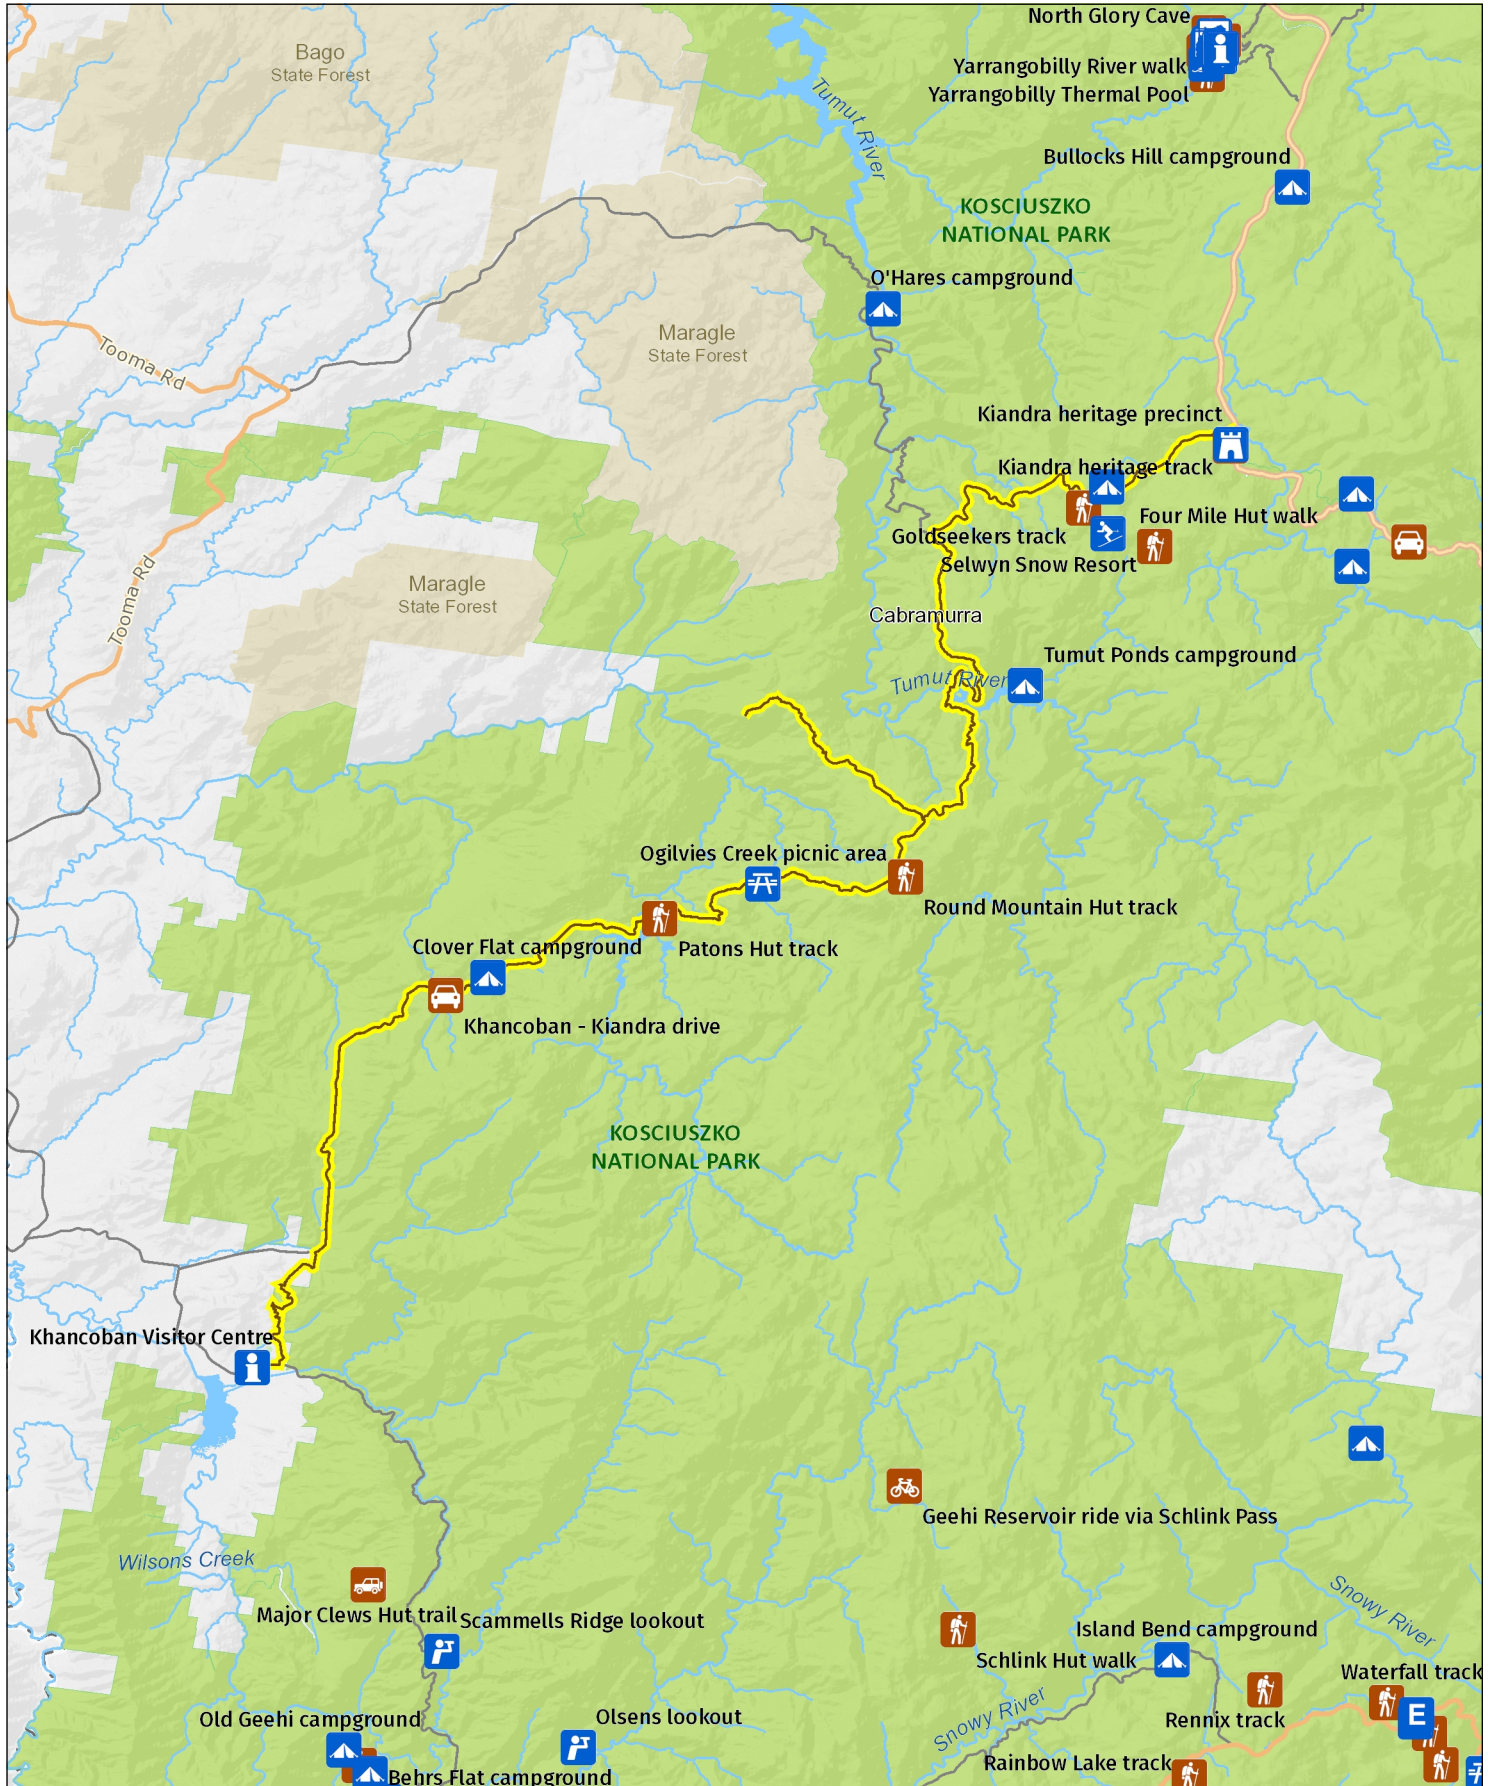 North Glory Cave
Bago
State Forest
Yarrangobilly River walk
Yarrangobilly Thermal Pool
Tumut River
Bullocks Hill campground
KOSCIUSZKO
NATIONAL PARK
O'Hares campground
Maragle
State Forest
Tooma Rd
Kiandra heritage precinct
Kiandra heritage track
Four Mile Hut walk
Goldseekers track
Selwyn Snow Resort
Tooma Rd
Maragle
State Forest
Cabramurra
Tumut Ponds campground
Tumut River
Ogilvies Creek picnic area
Round Mountain Hut track
Clover Flat campground
Patons Hut track
Khancoban - Kiandra drive
KOSCIUSZKO
NATIONAL PARK
Khancoban Visitor Centre
Geehi Reservoir ride via Schlink Pass
Wilsons Creek
Snowy River
Major Clews Hut trail
Scammells Ridge lookout
Island Bend campground
Schlink Hut walk
Waterfall track
E
Snowy River
Old Geehi campground
Olsens lookout
Rennix track
Rainbow Lake track
Behrs Flat campground